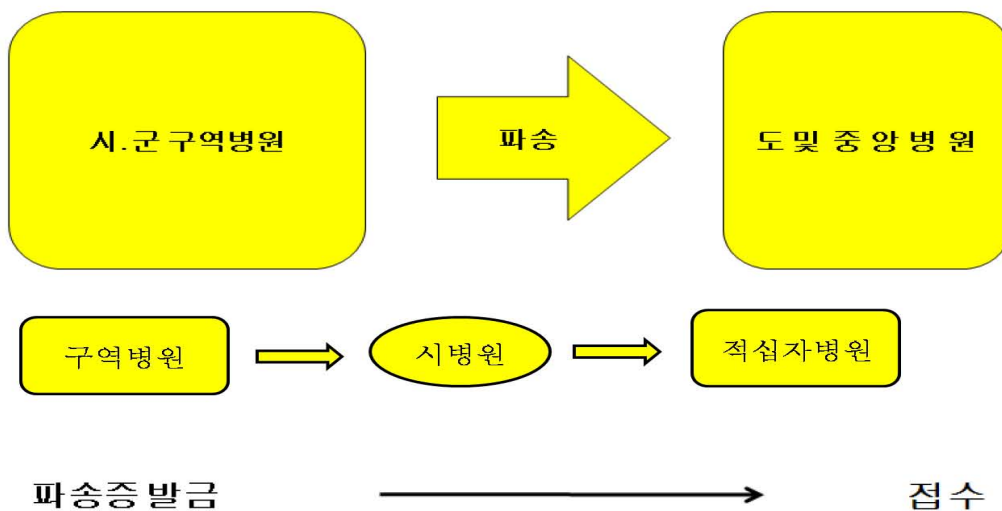 시.군 구역병원
파송
도 및 중앙병원
구역병원
시병원
적십자병원
파송증 발금
접수